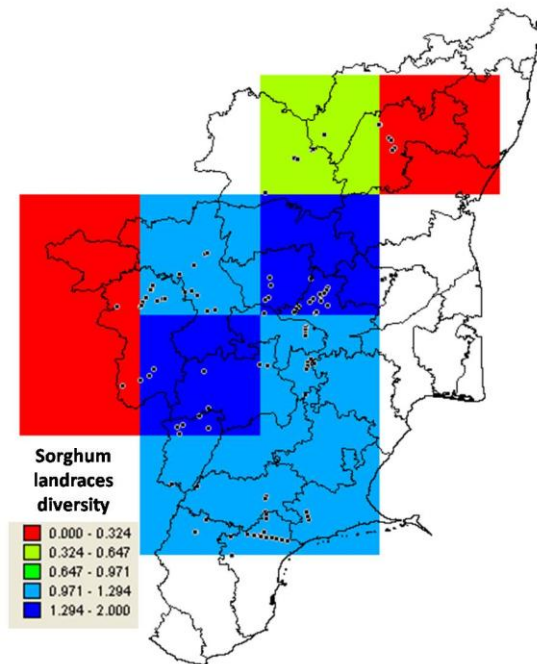 Sorghum
landraces
diversity
0.000 - 0.324
0.324 - 0.647
0.647 - 0.971
0.971 - 1.294
1.294 - 2.000